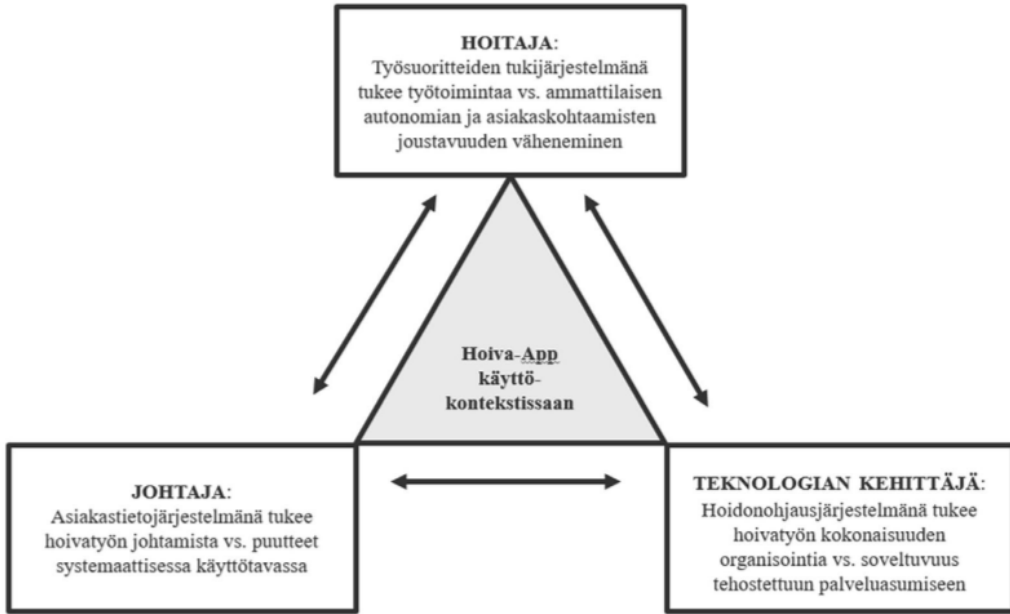 HOITAJA:
Työsuoritteiden tukijärjestelmänä
tukee työtoimintaa vs. ammattilaisen
autonomian ja asiakaskohtaamisten
joustavuuden väheneminen
Hoiva-App
käyttö-
kontekstissaan
JOHTAJA:
Asiakastietojärjestelmänä tukee
hoivatyön johtamista vs. puutteet
systemaattisessa käyttötavassa
TEKNOLOGIAN KEHITTÄJÄ:
Hoidonohjausjärjestelmänä tukee
hoivatyön kokonaisuuden
organisointia vs. soveltuvuus
tehostettuun palveluasumiseen